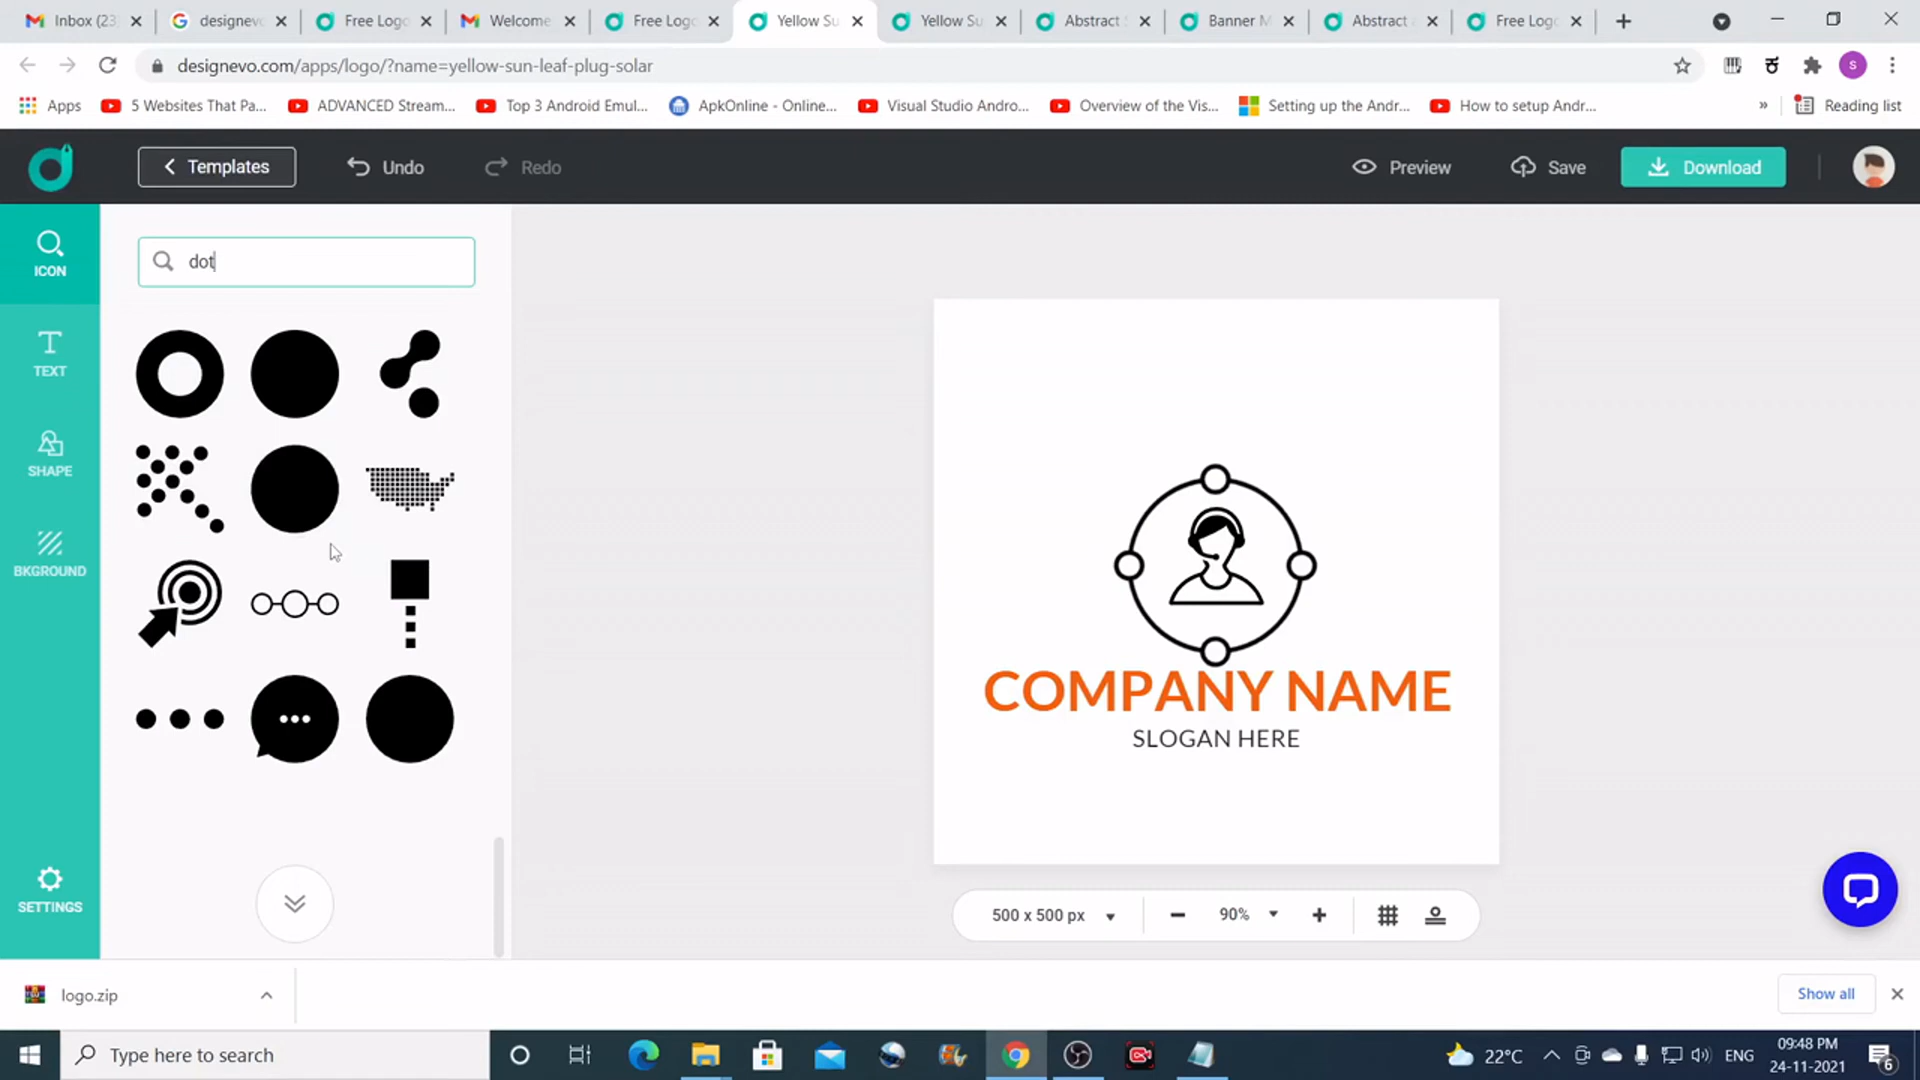 Inbox (23
designevo
Free Logo
Welcome
Free Logo
Yellow Su
Yellow Su
Abstract
Banner M
Abstract
Free Logo
designevo.com/apps/logo/?name=yellow-sun-leaf-plug-solar
S
Apps
5 Websites That Pa...
ADVANCED Stream...
Top 3 Android Emul...
ApkOnline - Online...
Visual Studio Andro...
Overview of the Vis...
Setting up the Andr...
How to setup Andr...
»
Reading list
Templates
Undo
Redo
Preview
Save
Download
ICON
TEXT
SHAPE
BKGROUND
SETTINGS
dot
COMPANY NAME
SLOGAN HERE
500 x 500 px
90%
logo.zip
Show all
Type here to search
22°C
ENG
09:48 PM
24-11-2021
6